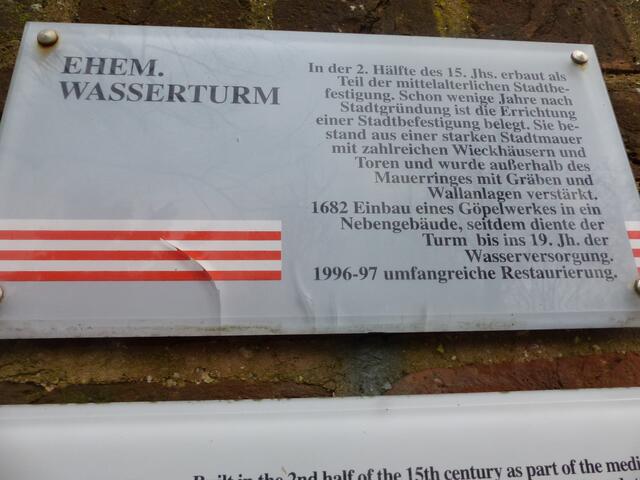 EHEM.
WASSERTURM
In der 2. Hälfte des 15. Jhs. erbaut als
Teil der mittelalterlichen Stadtbe-
festigung. Schon wenige Jahre nach
Stadtgründung ist die Errichtung
einer Stadtbefestigung belegt. Sie be-
stand aus einer starken Stadtmauer
mit zahlreichen Wieckhäusern und
Toren und wurde außerhalb des
Mauerringes mit Gräben und
Wallanlagen verstärkt.
1682 Einbau eines Göpelwerkes in ein
Nebengebäude, seitdem diente der
Turm bis ins 19. Jh. der
Wasserversorgung.
1996-97 umfangreiche Restaurierung.
Built in the 2nd half of the 15th century as part of the medi